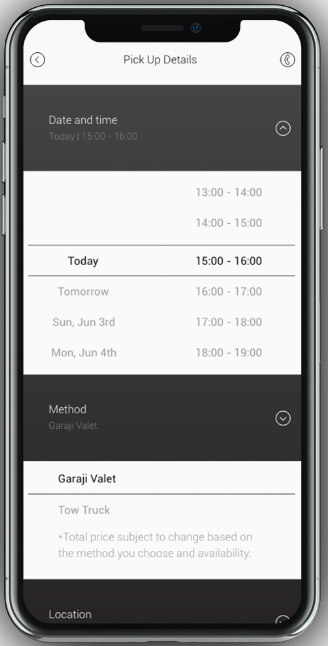 Pick Up Details
Date and time
Today | 15:00 - 16:00
13:00 - 14:00
14:00 - 15:00
Today 15:00 - 16:00
Tomorrow 16:00 - 17:00
Sun, Jun 3rd 17:00 - 18:00
Mon, Jun 4th 18:00 - 19:00
Method
Garaji Valet
Garaji Valet
Tow Truck
*Total price subject to change based on
the method you choose and availability.
Location